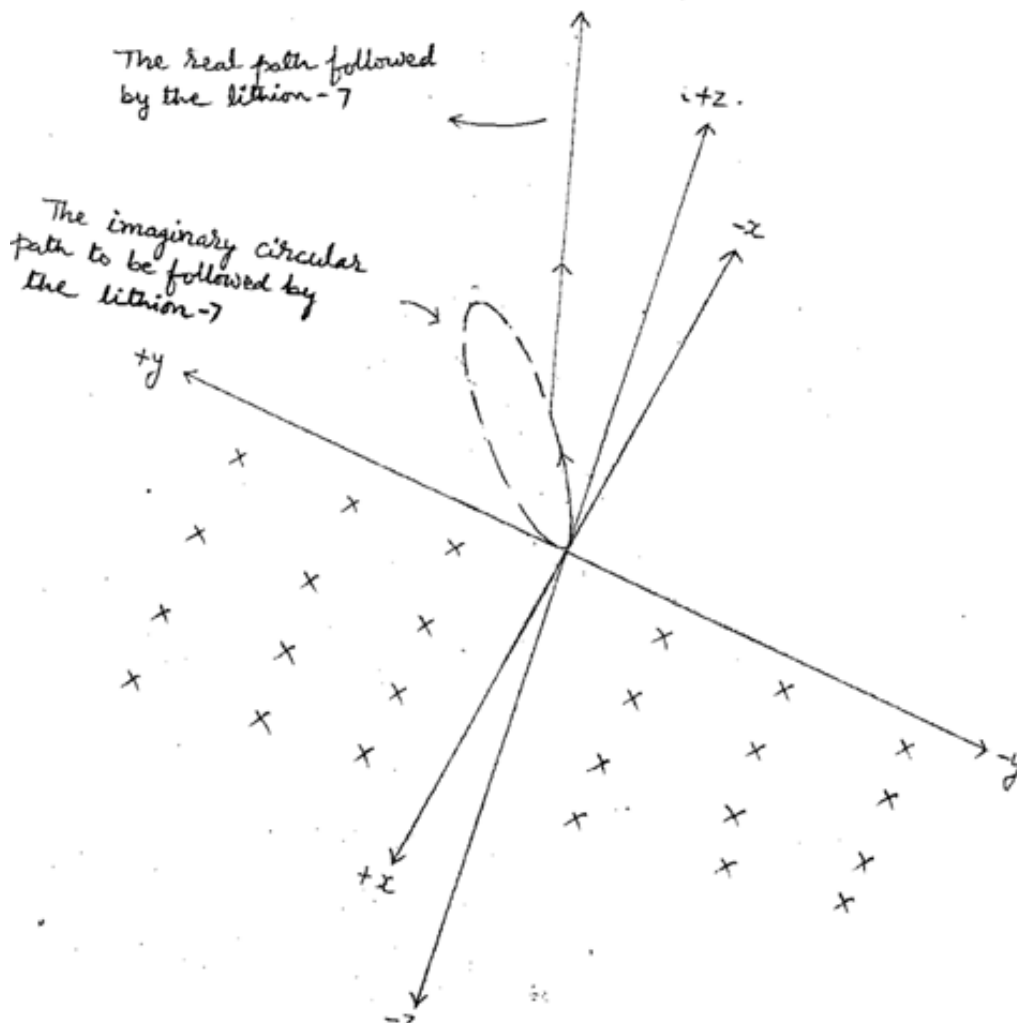 The real path followed
by the lithion-7
+z
-x
The imaginary circular
path to be followed by
the lithion-7
+y
-y
+x
-z